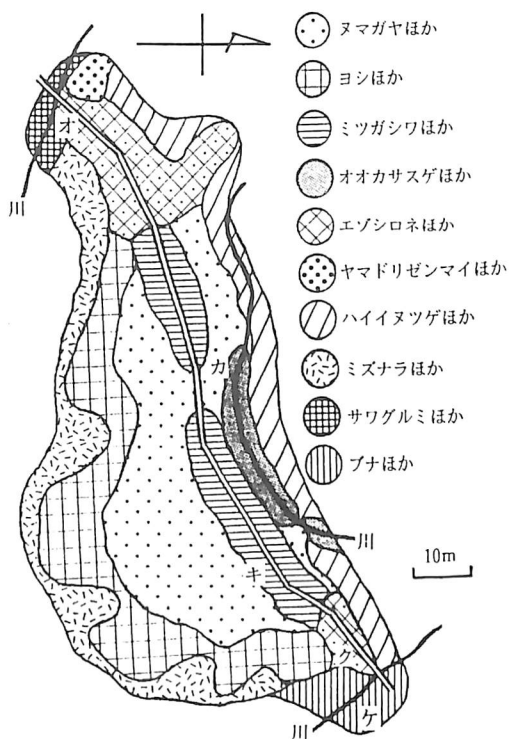 ヌマガヤほか
ヨシほか
ミツガシワほか
オオカサスゲほか
エゾシロネほか
ヤマドリゼンマイほか
ハイイヌツゲほか
ミズナラほか
サワグルミほか
ブナほか
オ
川
カ
川
10m
キ
ク
ケ
川